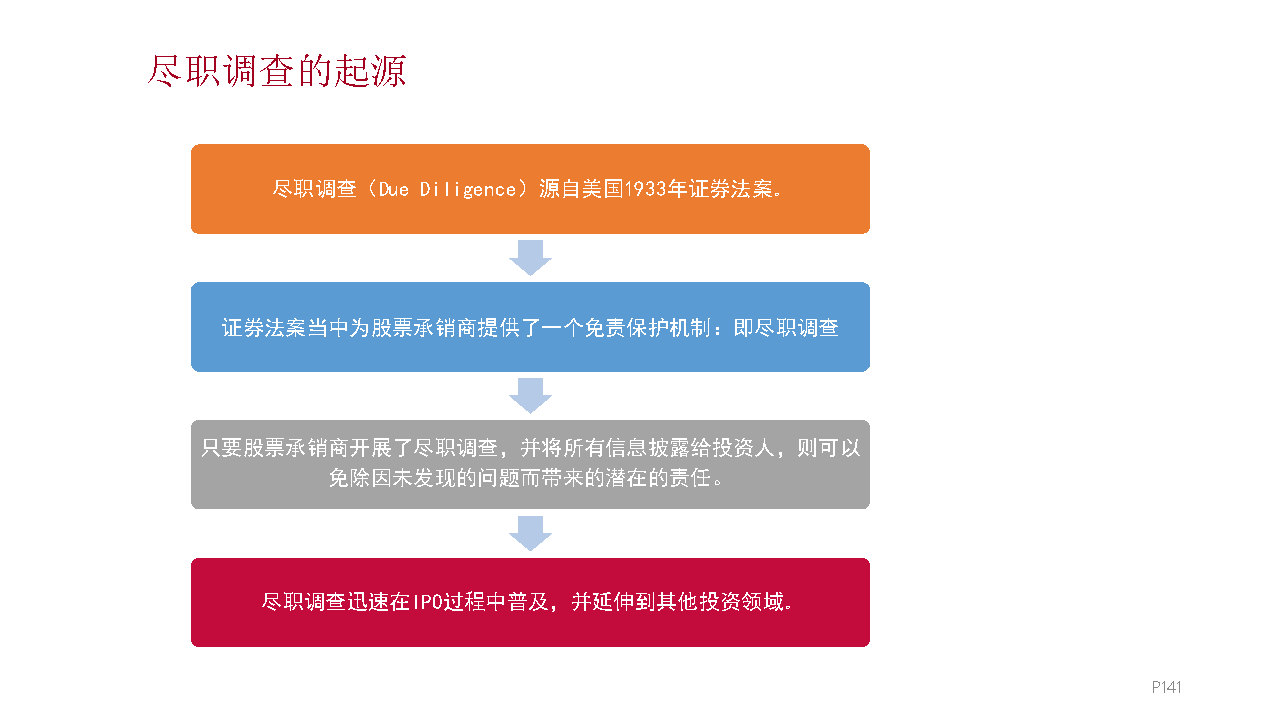 尽职调查的起源
尽职调查（Due Diligence）源自美国1933年证券法案。
证券法案当中为股票承销商提供了一个免责保护机制：即尽职调查
只要股票承销商开展了尽职调查，并将所有信息披露给投资人，则可以
免除因未发现的问题而带来的潜在的责任。
尽职调查迅速在IPO过程中普及，并延伸到其他投资领域。
P141